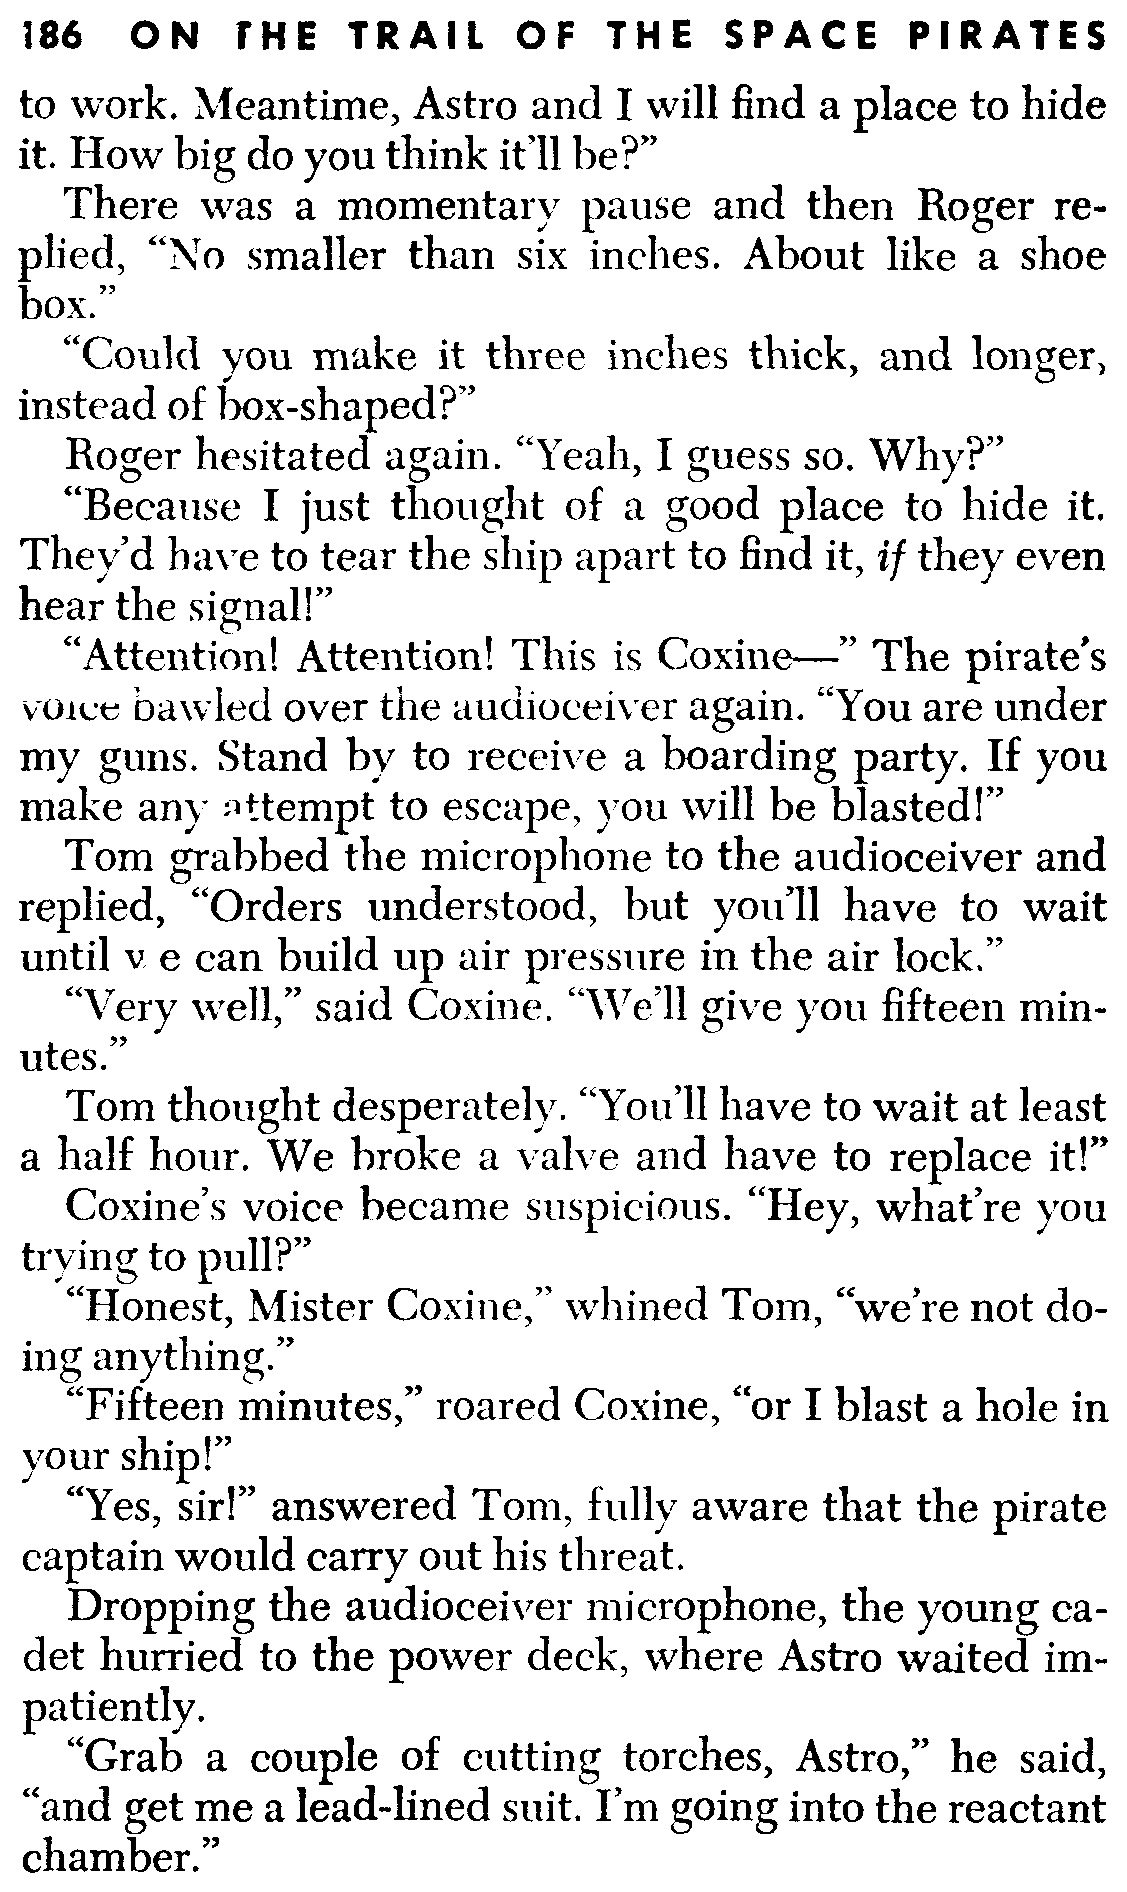 186 ON THE TRAIL OF THE SPACE PIRATES
to work. Meantime, Astro and I will find a place to hide
it. How big do you think it'll be?”
There was a momentary pause and then Roger re-
plied, “No smaller than six inches. About like a shoe
box.”
“Could you make it three inches thick, and longer,
instead of box-shaped?”
Roger hesitated again. “Yeah, I guess so. Why?”
“Because I just thought of a good place to hide it.
They'd have to tear the ship apart to find it, if they even
hear the signal!”
“Attention! Attention! This is Coxine—” The pirate's
voice bawled over the audioceiver again. “You are under
my guns. Stand by to receive a boarding party. If you
make any attempt to escape, you will be blasted!”
Tom grabbed the microphone to the audioceiver and
replied, “Orders understood, but you'll have to wait
until we can build up air pressure in the air lock.”
“Very well,” said Coxine. “We'll give you fifteen min-
utes.”
Tom thought desperately. “You'll have to wait at least
a half hour. We broke a valve and have to replace it!”
Coxine's voice became suspicious. “Hey, what're you
trying to pull?”
“Honest, Mister Coxine,” whined Tom, “we're not do-
ing anything.”
“Fifteen minutes,” roared Coxine, “or I blast a hole in
your ship!”
“Yes, sir!” answered Tom, fully aware that the pirate
captain would carry out his threat.
Dropping the audioceiver microphone, the young ca-
det hurried to the power deck, where Astro waited im-
patiently.
“Grab a couple of cutting torches, Astro,” he said,
“and get me a lead-lined suit. I'm going into the reactant
chamber.”